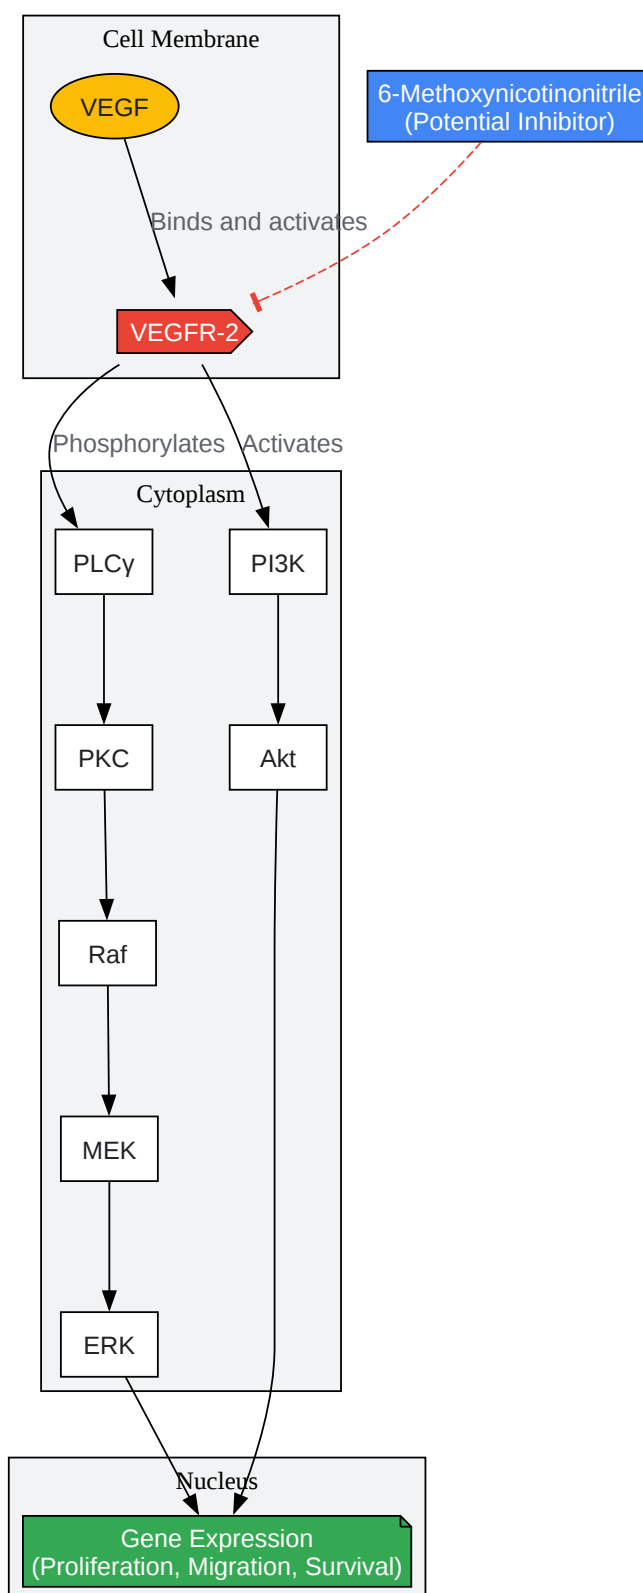 Cell Membrane
VEGF
6-Methoxynicotinonitrile
(Potential Inhibitor)
Binds and activates
VEGFR-2
Phosphorylates
Activates
Cytoplasm
PLCγ
PI3K
PKC
Akt
Raf
MEK
ERK
Nucleus
Gene Expression
(Proliferation, Migration, Survival)